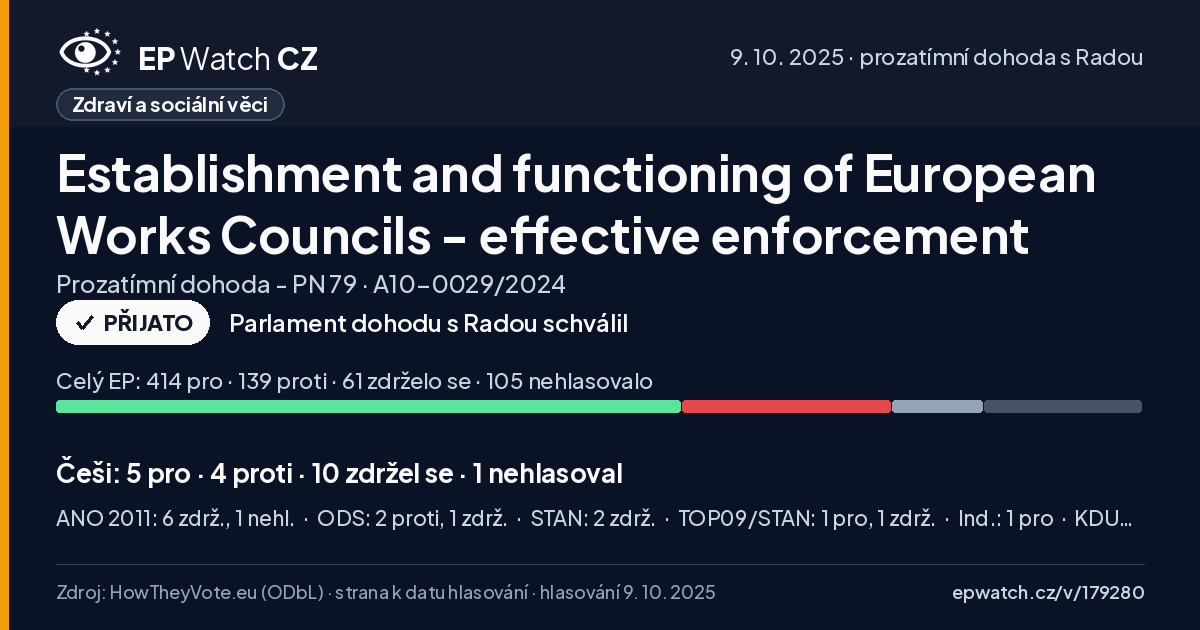 EP Watch CZ
9. 10. 2025 · prozatímní dohoda s Radou
Zdraví a sociální věci
Establishment and functioning of European
Works Councils – effective enforcement
Prozatímní dohoda - PN 79 · A10–0029/2024
✓ PŘIJATO Parlament dohodu s Radou schválil
Celý EP: 414 pro · 139 proti · 61 zdrželo se · 105 nehlasovalo
Češi: 5 pro · 4 proti · 10 zdržel se · 1 nehlasoval
ANO 2011: 6 zdrž., 1 nehl. · ODS: 2 proti, 1 zdrž. · STAN: 2 zdrž. · TOP09/STAN: 1 pro, 1 zdrž. · Ind.: 1 pro · KDU…
Zdroj: HowTheyVote.eu (ODbL) · strana k datu hlasování · hlasování 9. 10. 2025
epwatch.cz/v/179280